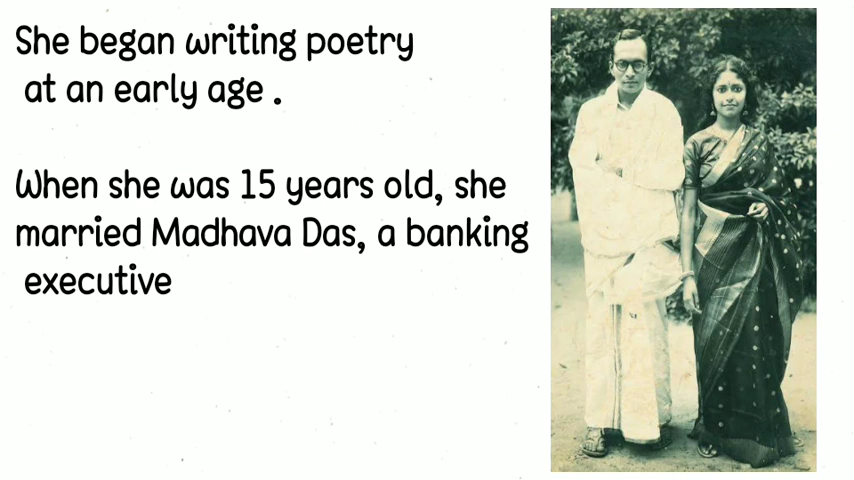 She began writing poetry
at an early age .
When she was 15 years old, she
married Madhava Das, a banking
executive